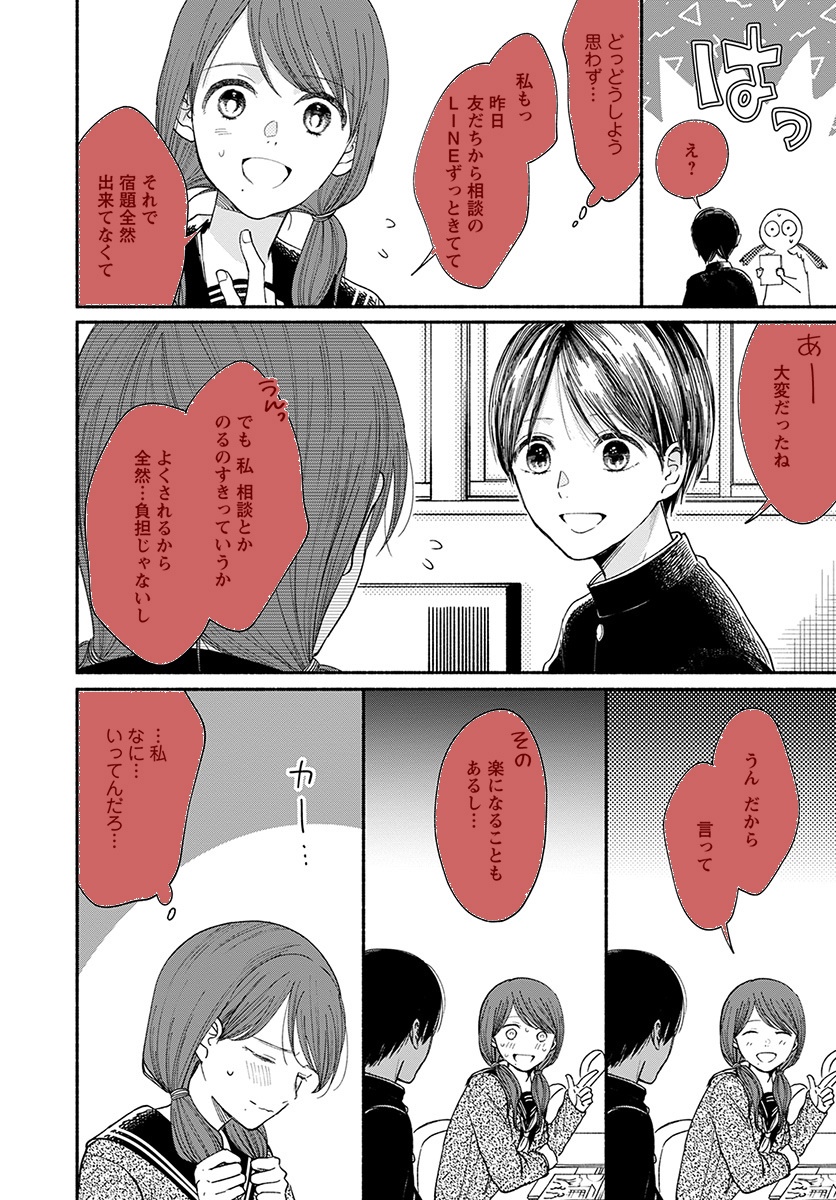 はっ
え?
どっどうしよう
思わず…
私もっ
昨日
友だちから相談の
LINEずっときてて
それで
宿題全然
出来てなくて
あー
大変だったね
うんっ
でも 私 相談とか
のるのすきっていうか
よくされるから
全然…負担じゃないし
うん だから
言って
その
楽になることも
あるし…
カー…
…私
なに…
いってんだろ…